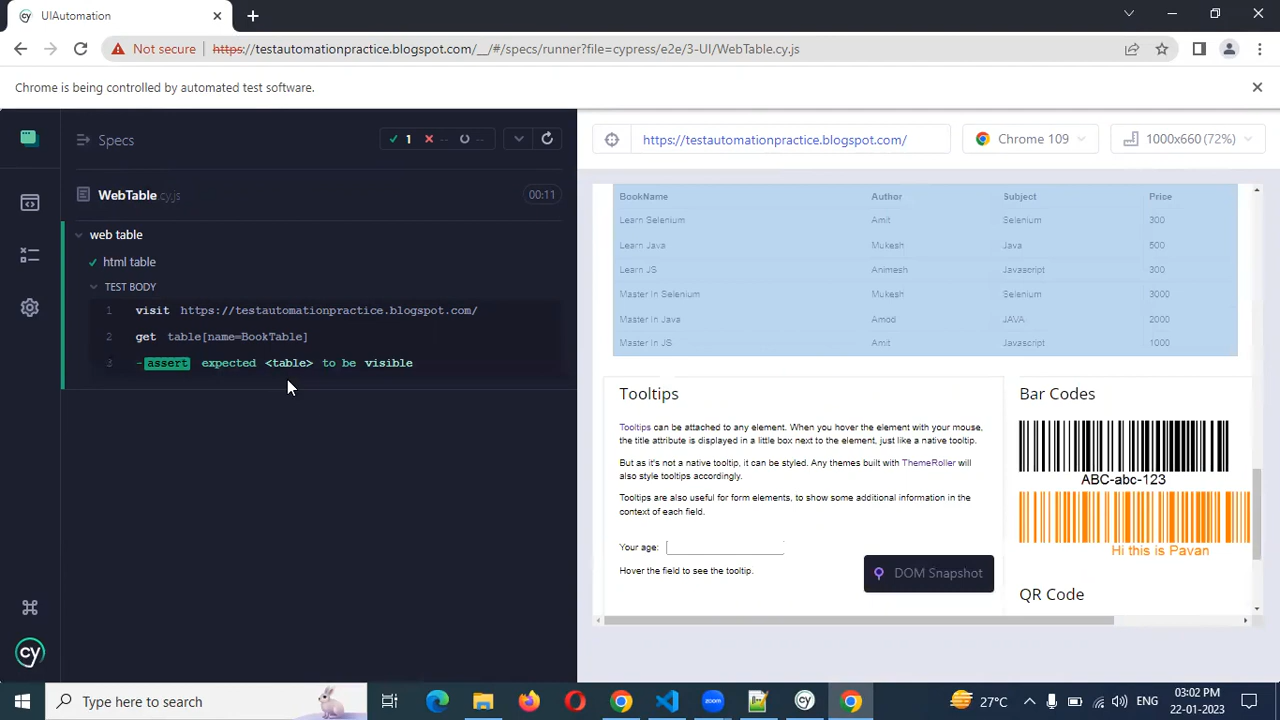 UIAutomation
Not secure https://testautomationpractice.blogspot.com/__/#/specs/runner?file=cypress/e2e/3-UI/WebTable.cy.js
Chrome is being controlled by automated test software.
Specs
1 -- --
WebTable.cy.js 00:11
web table
html table
TEST BODY
1 visit https://testautomationpractice.blogspot.com/
2 get table[name=BookTable]
3 -assert expected <table> to be visible
cy
https://testautomationpractice.blogspot.com/ Chrome 109 1000x660 (72%)
BookName Author Subject Price
Learn Selenium Amit Selenium 300
Learn Java Mukesh Java 500
Learn JS Animesh Javascript 300
Master In Selenium Mukesh Selenium 3000
Master In Java Amod JAVA 2000
Master In JS Amit Javascript 1000
Tooltips
Tooltips can be attached to any element. When you hover the element with your mouse,
the title attribute is displayed in a little box next to the element, just like a native tooltip.
But as it's not a native tooltip, it can be styled. Any themes built with ThemeRoller will
also style tooltips accordingly.
Tooltips are also useful for form elements, to show some additional information in the
context of each field.
Your age:
Hover the field to see the tooltip.
DOM Snapshot
Bar Codes
ABC-abc-123
Hi this is Pavan
QR Code
Type here to search
zoom
cy
27°C
ENG
03:02 PM
22-01-2023